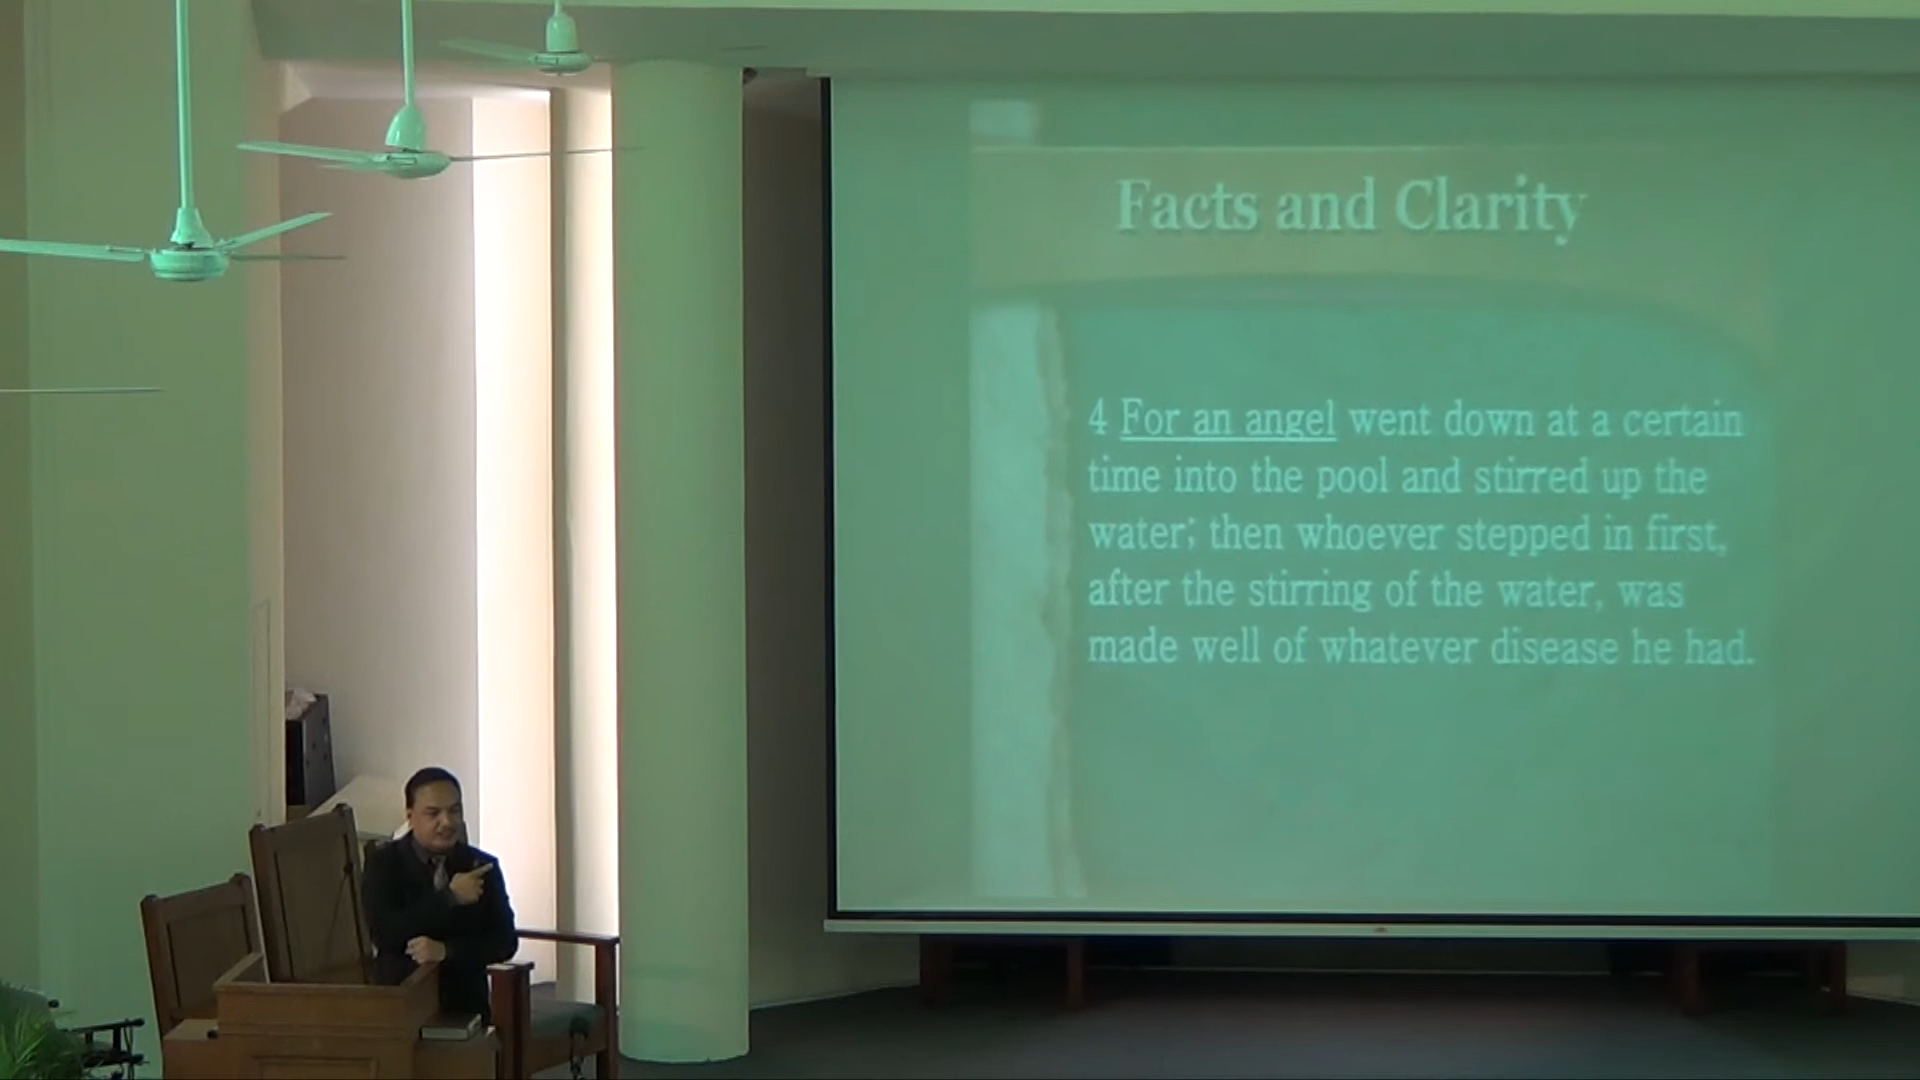 Facts and Clarity
4 For an angel went down at a certain
time into the pool and stirred up the
water; then whoever stepped in first,
after the stirring of the water, was
made well of whatever disease he had.